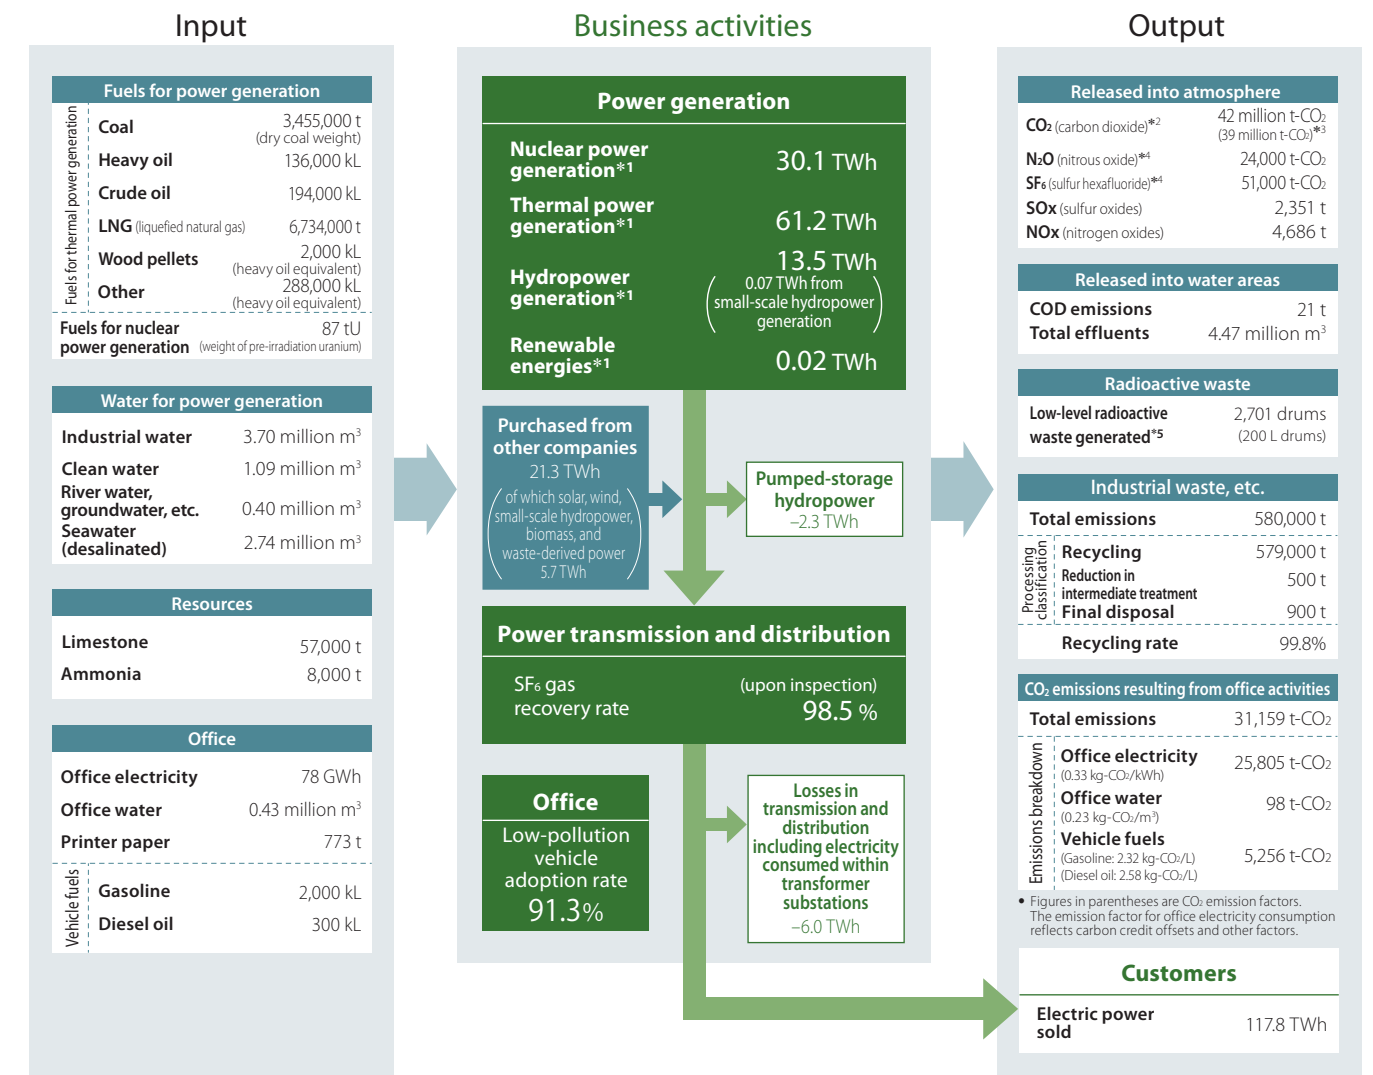 Input
Fuels for power generation
Fuels for thermal power generation
Coal 3,455,000 t
(dry coal weight)
Heavy oil 136,000 kL
Crude oil 194,000 kL
LNG (liquefied natural gas) 6,734,000 t
Wood pellets 2,000 kL
(heavy oil equivalent)
Other 288,000 kL
(heavy oil equivalent)
Fuels for nuclear 87 tU
power generation (weight of pre-irradiation uranium)
Water for power generation
Industrial water 3.70 million m³
Clean water 1.09 million m³
River water,
groundwater, etc. 0.40 million m³
Seawater
(desalinated) 2.74 million m³
Resources
Limestone 57,000 t
Ammonia 8,000 t
Office
Office electricity 78 GWh
Office water 0.43 million m³
Printer paper 773 t
Vehicle fuels
Gasoline 2,000 kL
Diesel oil 300 kL
Business activities
Power generation
Nuclear power
generation*1 30.1 TWh
Thermal power
generation*1 61.2 TWh
Hydropower
generation*1 13.5 TWh
(0.07 TWh from
small-scale hydropower
generation)
Renewable
energies*1 0.02 TWh
Purchased from
other companies
21.3 TWh
(of which solar, wind,
small-scale hydropower,
biomass, and
waste-derived power
5.7 TWh)
Pumped-storage
hydropower
–2.3 TWh
Power transmission and distribution
SF6 gas (upon inspection)
recovery rate 98.5 %
Office
Low-pollution
vehicle
adoption rate
91.3%
Losses in
transmission and
distribution
including electricity
consumed within
transformer
substations
–6.0 TWh
Output
Released into atmosphere
CO2 (carbon dioxide)*2 42 million t-CO2
(39 million t-CO2)*3
N2O (nitrous oxide)*4 24,000 t-CO2
SF6 (sulfur hexafluoride)*4 51,000 t-CO2
SOx (sulfur oxides) 2,351 t
NOx (nitrogen oxides) 4,686 t
Released into water areas
COD emissions 21 t
Total effluents 4.47 million m³
Radioactive waste
Low-level radioactive 2,701 drums
waste generated*5 (200 L drums)
Industrial waste, etc.
Total emissions 580,000 t
Processing
classification
Recycling 579,000 t
Reduction in
intermediate treatment 500 t
Final disposal 900 t
Recycling rate 99.8%
CO2 emissions resulting from office activities
Total emissions 31,159 t-CO2
Emissions breakdown
Office electricity 25,805 t-CO2
(0.33 kg-CO2/kWh)
Office water 98 t-CO2
(0.23 kg-CO2/m³)
Vehicle fuels 5,256 t-CO2
(Gasoline: 2.32 kg-CO2/L)
(Diesel oil: 2.58 kg-CO2/L)
• Figures in parentheses are CO2 emission factors.
The emission factor for office electricity consumption
reflects carbon credit offsets and other factors.
Customers
Electric power
sold 117.8 TWh